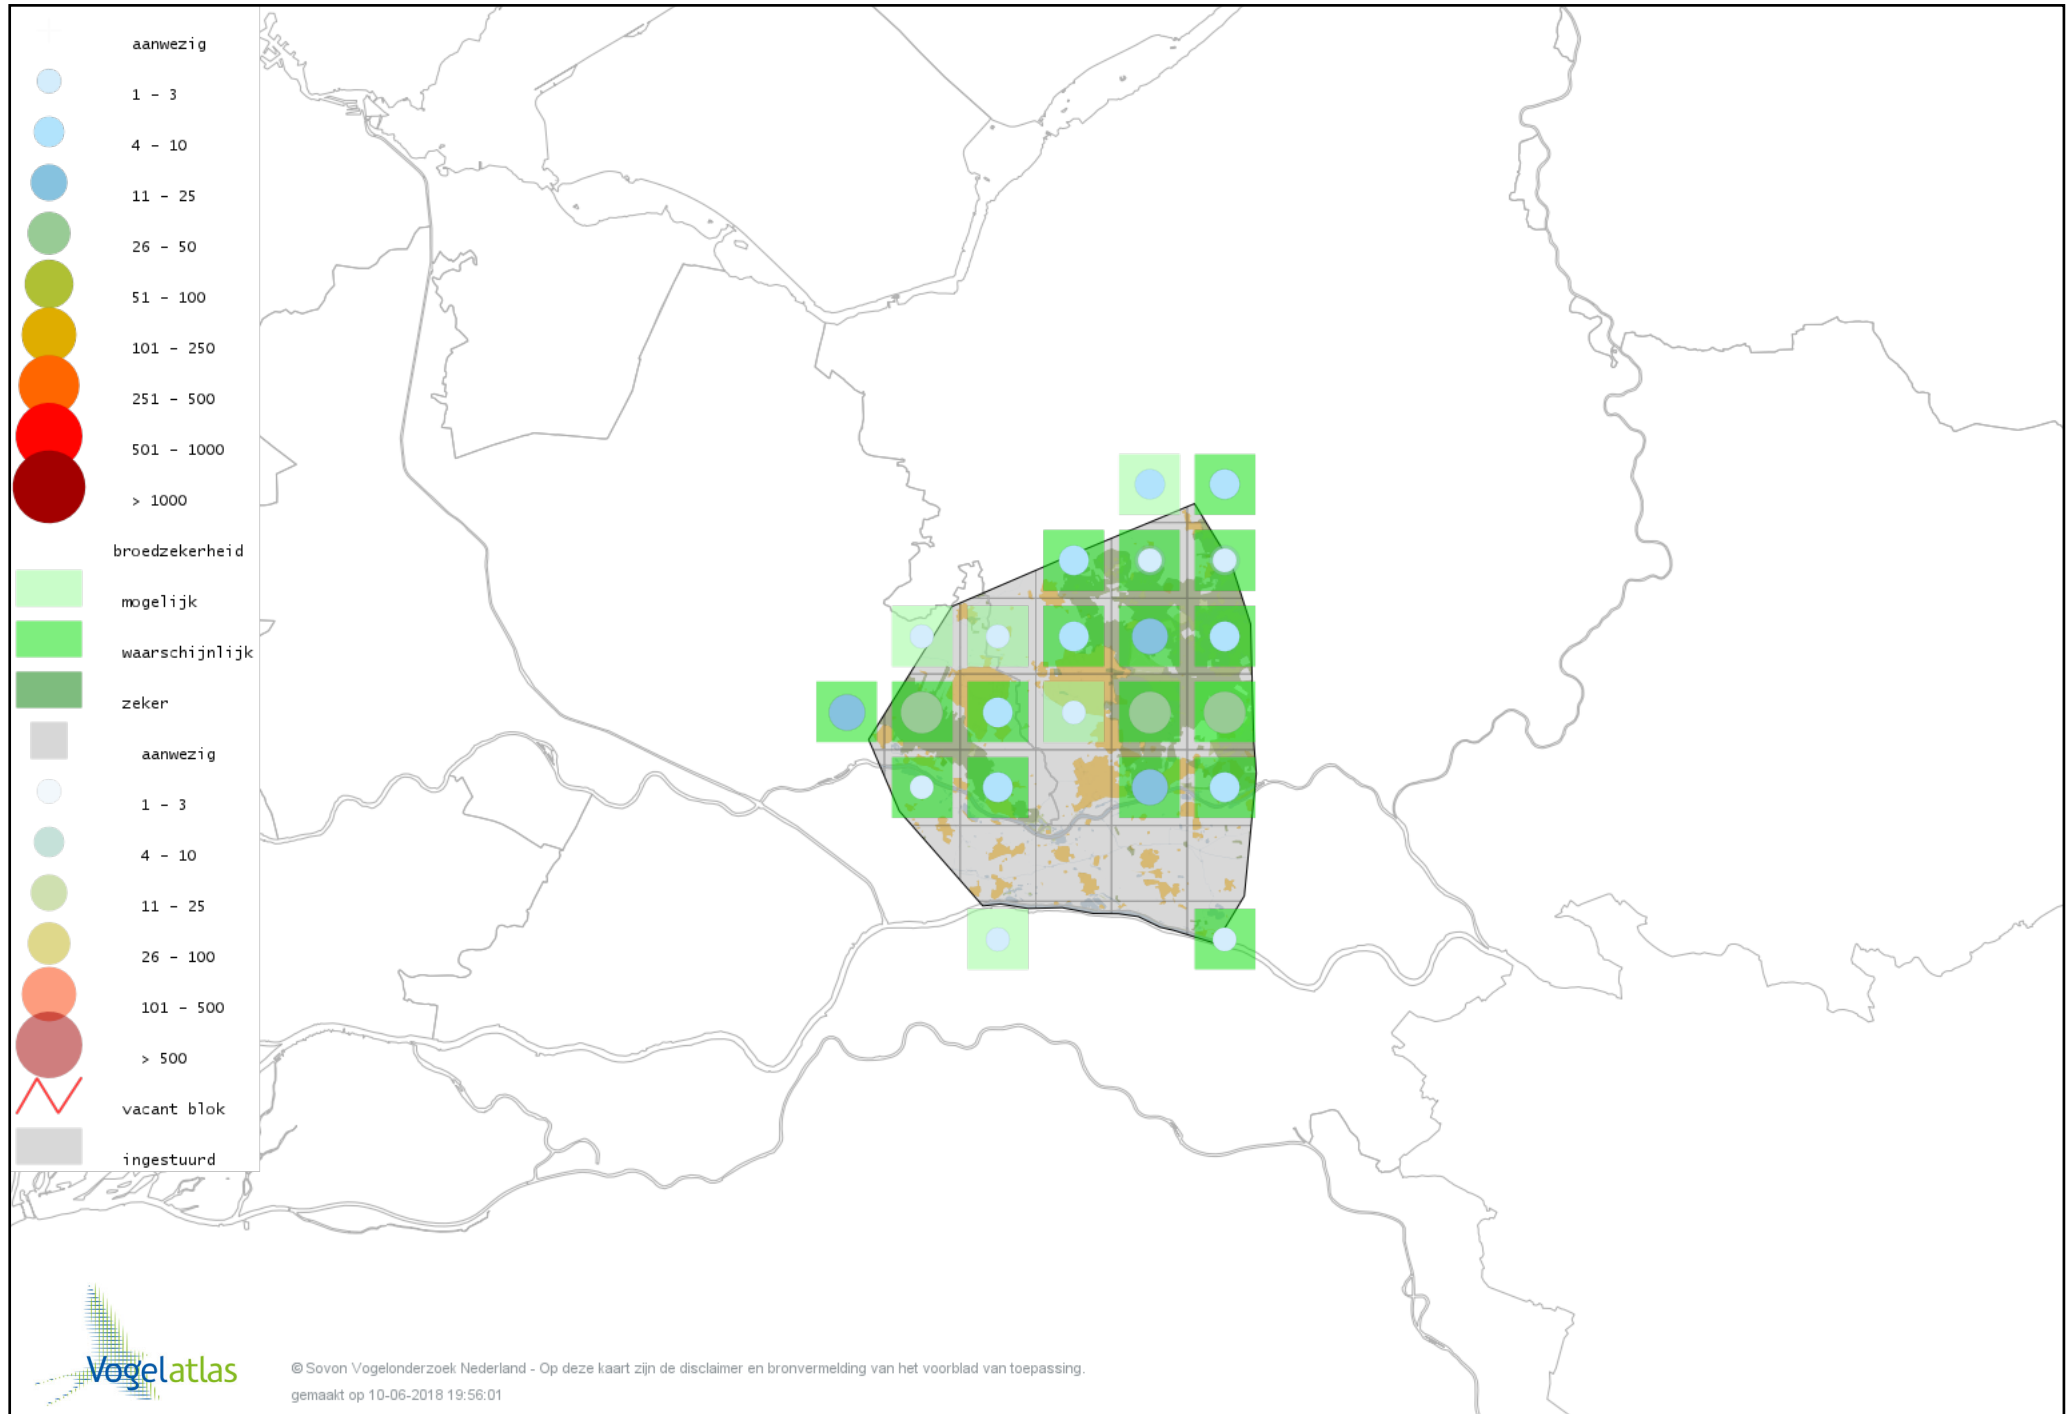 aanwezig
1 - 3
4 - 10
11 - 25
26 - 50
51 - 100
101 - 250
251 - 500
501 - 1000
> 1000
broedzekerheid
mogelijk
waarschijnlijk
zeker
aanwezig
1 - 3
4 - 10
11 - 25
26 - 100
101 - 500
> 500
vacant blok
ingestuurd
Vogelatlas
© Sovon Vogelonderzoek Nederland - Op deze kaart zijn de disclaimer en bronvermelding van het voorblad van toepassing.
gemaakt op 10-06-2018 19:56:01